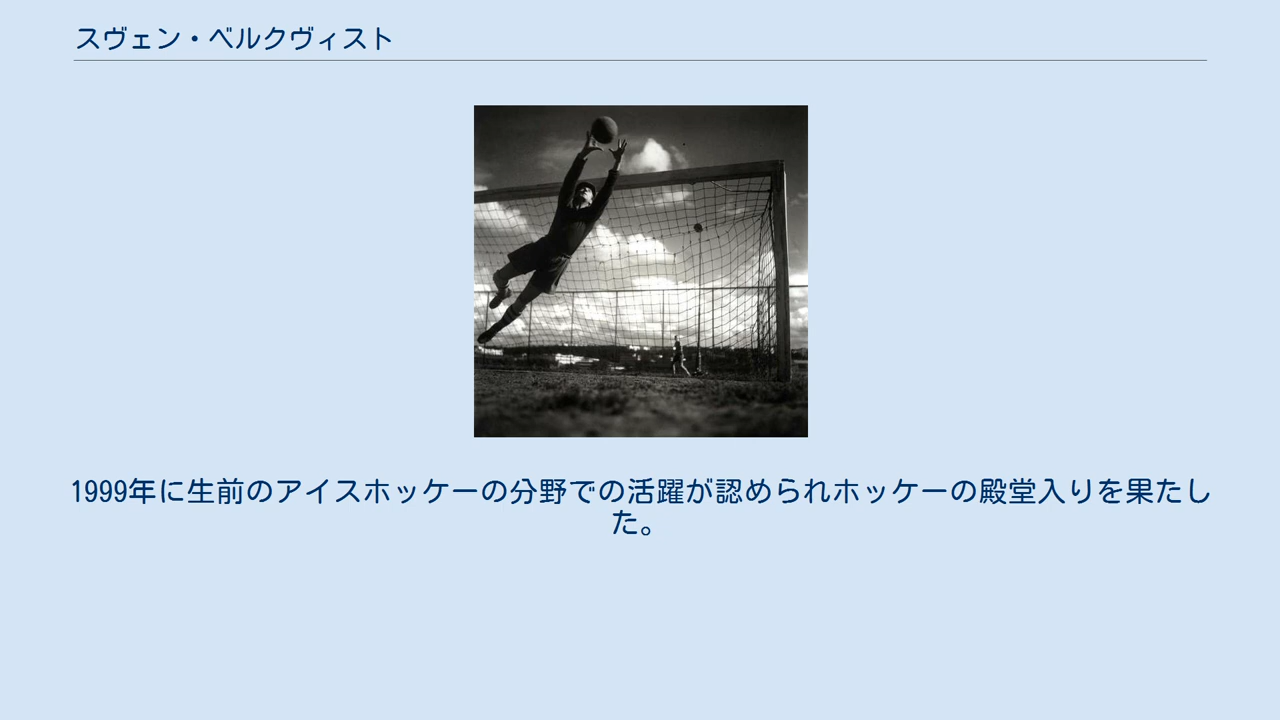 スヴェン・ベルクヴィスト
1999年に生前のアイスホッケーの分野での活躍が認められホッケーの殿堂入りを果たし
た。